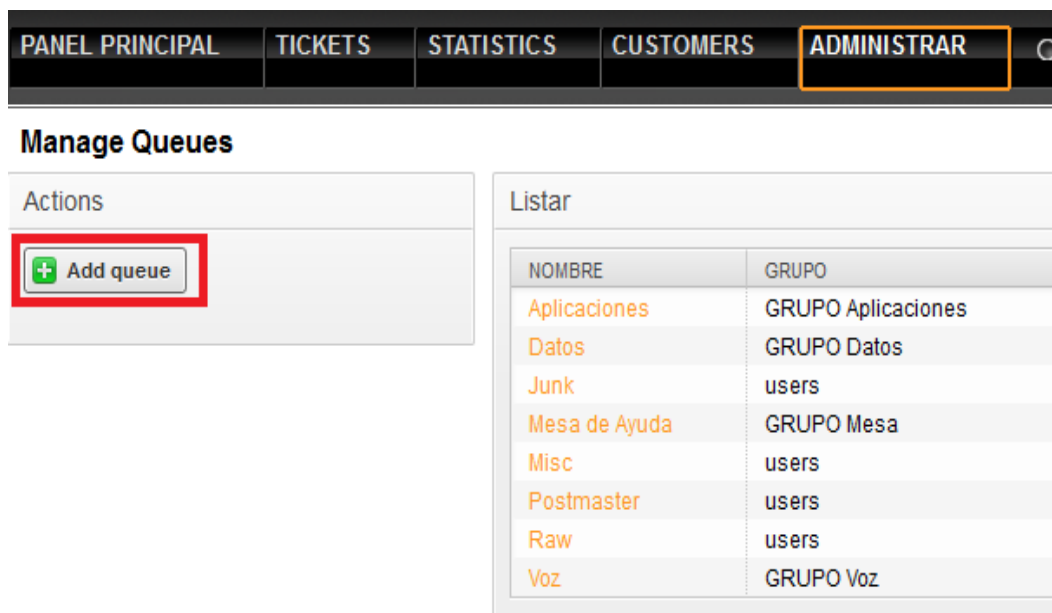 PANEL PRINCIPAL TICKETS STATISTICS CUSTOMERS ADMINISTRAR
Manage Queues
Actions
Add queue
Listar
NOMBRE GRUPO
Aplicaciones GRUPO Aplicaciones
Datos GRUPO Datos
Junk users
Mesa de Ayuda GRUPO Mesa
Misc users
Postmaster users
Raw users
Voz GRUPO Voz